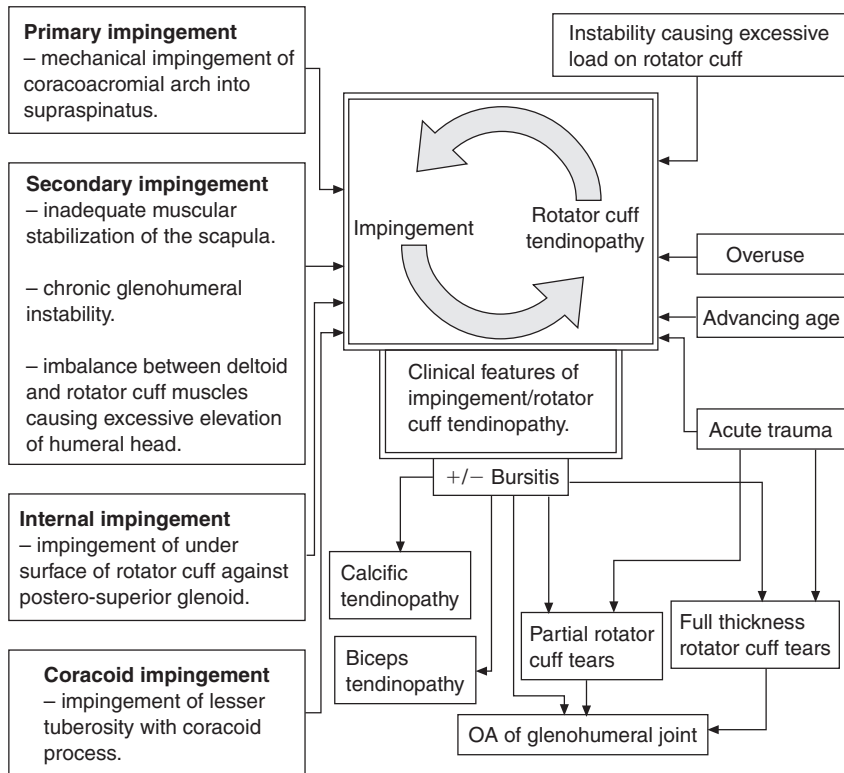 Primary impingement
– mechanical impingement of
coracoacromial arch into
supraspinatus.
Instability causing excessive
load on rotator cuff
Secondary impingement
– inadequate muscular
stabilization of the scapula.
– chronic glenohumeral
instability.
– imbalance between deltoid
and rotator cuff muscles
causing excessive elevation
of humeral head.
Impingement
Rotator cuff
tendinopathy
Overuse
Advancing age
Acute trauma
Clinical features of
impingement/rotator
cuff tendinopathy.
+/− Bursitis
Internal impingement
– impingement of under
surface of rotator cuff against
postero-superior glenoid.
Calcific
tendinopathy
Biceps
tendinopathy
Partial rotator
cuff tears
Full thickness
rotator cuff tears
Coracoid impingement
– impingement of lesser
tuberosity with coracoid
process.
OA of glenohumeral joint